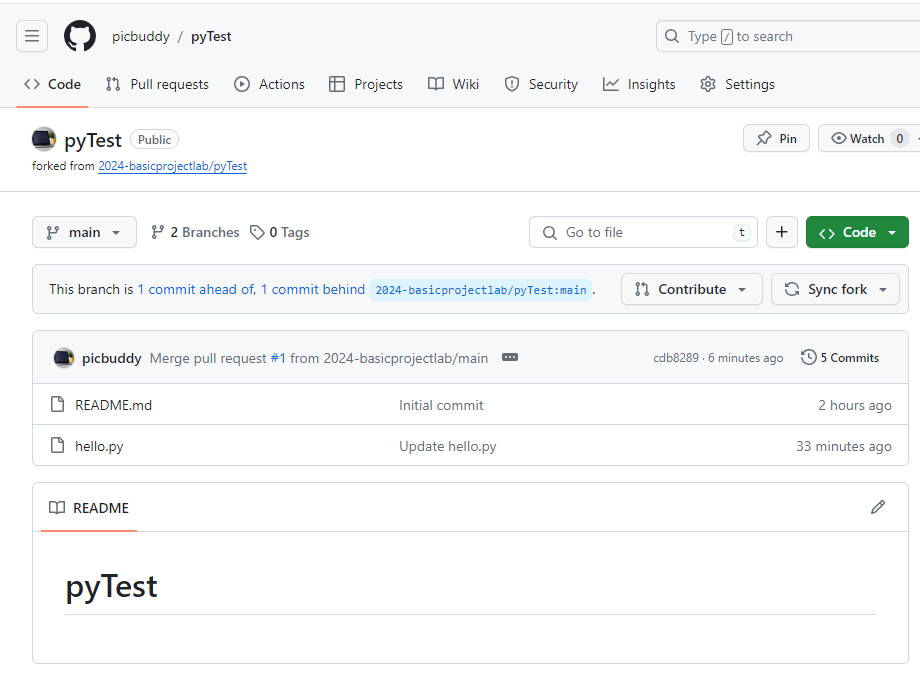 picbuddy / pyTest
Type / to search
Code Pull requests Actions Projects Wiki Security Insights Settings
pyTest Public
Pin Watch 0
forked from 2024-basicprojectlab/pyTest
main 2 Branches 0 Tags Go to file t + Code
This branch is 1 commit ahead of, 1 commit behind 2024-basicprojectlab/pyTest:main .
Contribute Sync fork
picbuddy Merge pull request #1 from 2024-basicprojectlab/main ... cdb8289 · 6 minutes ago 5 Commits
README.md Initial commit 2 hours ago
hello.py Update hello.py 33 minutes ago
README
pyTest